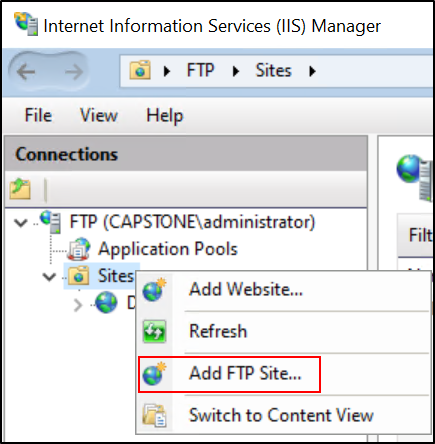 Internet Information Services (IIS) Manager
FTP
Sites
File View Help
Connections
FTP (CAPSTONE\administrator)
Application Pools
Sites
Add Website...
Refresh
Add FTP Site...
Switch to Content View